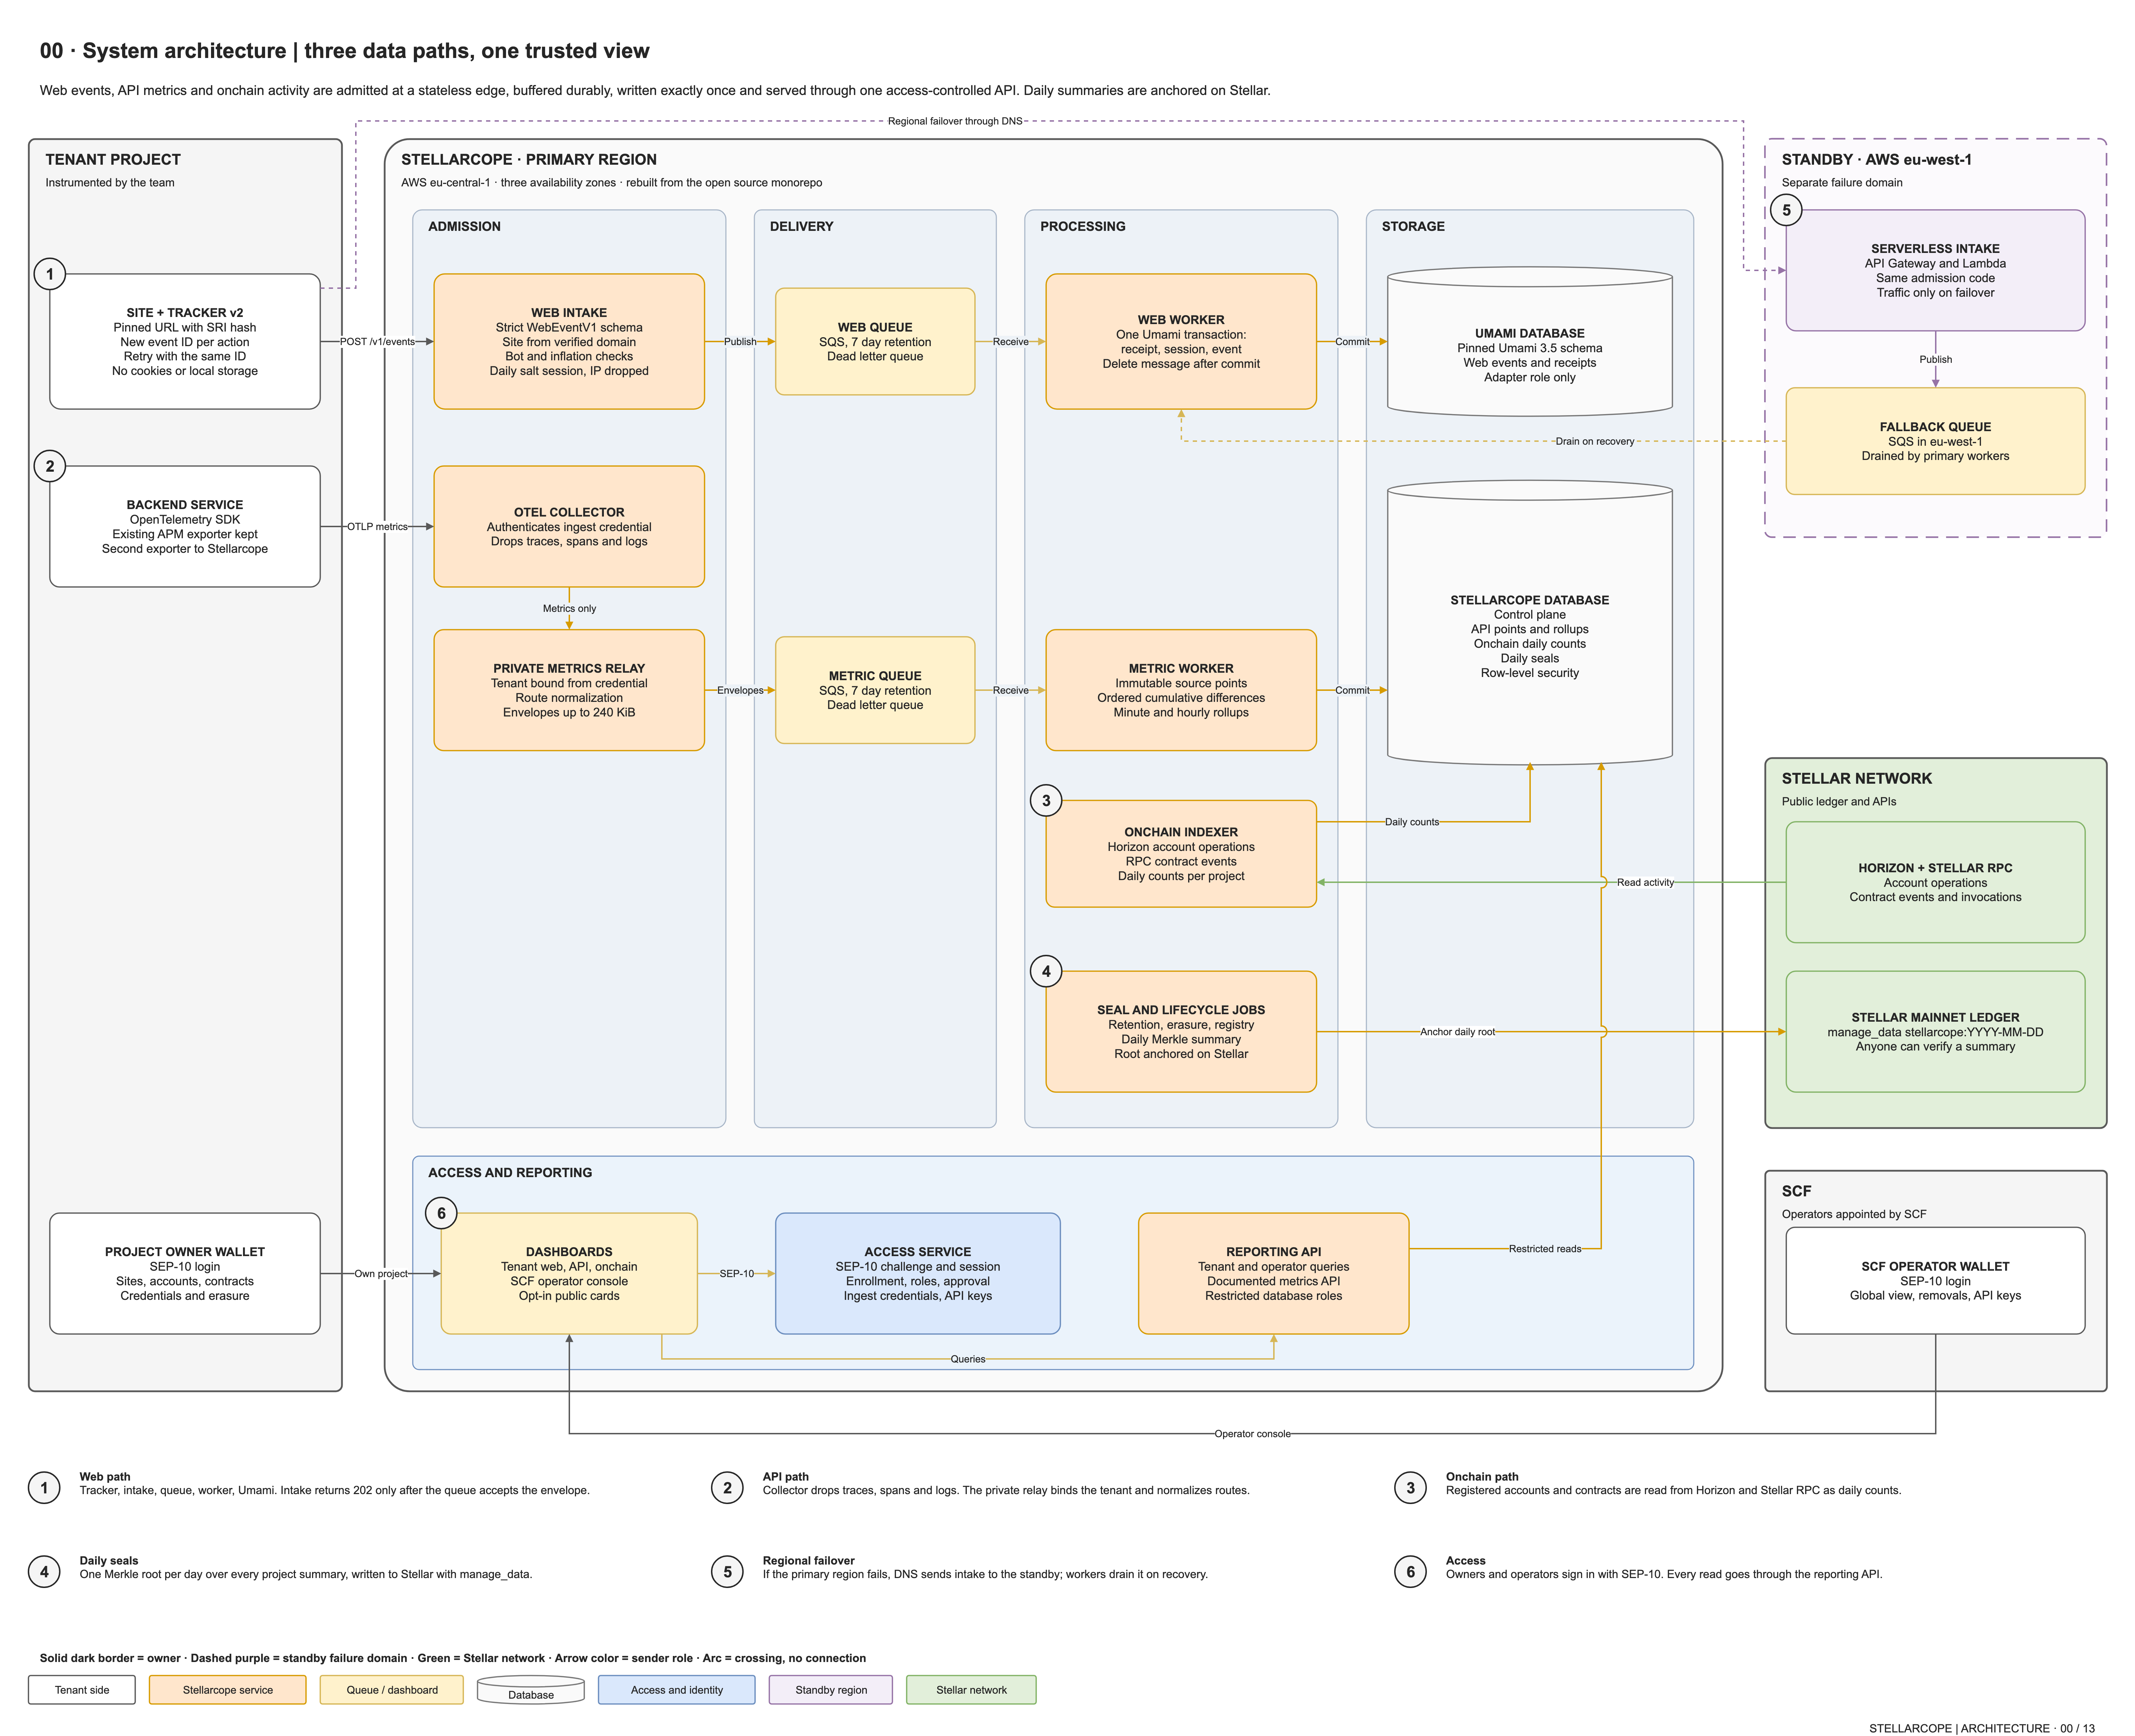 00 · System architecture | three data paths, one trusted view
Web events, API metrics and onchain activity are admitted at a stateless edge, buffered durably, written exactly once and served through one access-controlled API. Daily summaries are anchored on Stellar.
Regional failover through DNS
TENANT PROJECT
Instrumented by the team
1
SITE + TRACKER v2
Pinned URL with SRI hash
New event ID per action
Retry with the same ID
No cookies or local storage
2
BACKEND SERVICE
OpenTelemetry SDK
Existing APM exporter kept
Second exporter to Stellarcope
PROJECT OWNER WALLET
SEP-10 login
Sites, accounts, contracts
Credentials and erasure
POST /v1/events
OTLP metrics
Own project
STELLARCOPE · PRIMARY REGION
AWS eu-central-1 · three availability zones · rebuilt from the open source monorepo
ADMISSION
WEB INTAKE
Strict WebEventV1 schema
Site from verified domain
Bot and inflation checks
Daily salt session, IP dropped
OTEL COLLECTOR
Authenticates ingest credential
Drops traces, spans and logs
Metrics only
PRIVATE METRICS RELAY
Tenant bound from credential
Route normalization
Envelopes up to 240 KiB
Publish
Envelopes
DELIVERY
WEB QUEUE
SQS, 7 day retention
Dead letter queue
METRIC QUEUE
SQS, 7 day retention
Dead letter queue
Receive
Receive
PROCESSING
WEB WORKER
One Umami transaction:
receipt, session, event
Delete message after commit
METRIC WORKER
Immutable source points
Ordered cumulative differences
Minute and hourly rollups
3
ONCHAIN INDEXER
Horizon account operations
RPC contract events
Daily counts per project
4
SEAL AND LIFECYCLE JOBS
Retention, erasure, registry
Daily Merkle summary
Root anchored on Stellar
Commit
Commit
Daily counts
Read activity
Anchor daily root
STORAGE
UMAMI DATABASE
Pinned Umami 3.5 schema
Web events and receipts
Adapter role only
Drain on recovery
STELLARCOPE DATABASE
Control plane
API points and rollups
Onchain daily counts
Daily seals
Row-level security
STANDBY · AWS eu-west-1
Separate failure domain
5
SERVERLESS INTAKE
API Gateway and Lambda
Same admission code
Traffic only on failover
Publish
FALLBACK QUEUE
SQS in eu-west-1
Drained by primary workers
STELLAR NETWORK
Public ledger and APIs
HORIZON + STELLAR RPC
Account operations
Contract events and invocations
STELLAR MAINNET LEDGER
manage_data stellarcope:YYYY-MM-DD
Anyone can verify a summary
ACCESS AND REPORTING
6
DASHBOARDS
Tenant web, API, onchain
SCF operator console
Opt-in public cards
SEP-10
ACCESS SERVICE
SEP-10 challenge and session
Enrollment, roles, approval
Ingest credentials, API keys
REPORTING API
Tenant and operator queries
Documented metrics API
Restricted database roles
Restricted reads
Queries
SCF
Operators appointed by SCF
SCF OPERATOR WALLET
SEP-10 login
Global view, removals, API keys
Operator console
1
Web path
Tracker, intake, queue, worker, Umami. Intake returns 202 only after the queue accepts the envelope.
2
API path
Collector drops traces, spans and logs. The private relay binds the tenant and normalizes routes.
3
Onchain path
Registered accounts and contracts are read from Horizon and Stellar RPC as daily counts.
4
Daily seals
One Merkle root per day over every project summary, written to Stellar with manage_data.
5
Regional failover
If the primary region fails, DNS sends intake to the standby; workers drain it on recovery.
6
Access
Owners and operators sign in with SEP-10. Every read goes through the reporting API.
Solid dark border = owner · Dashed purple = standby failure domain · Green = Stellar network · Arrow color = sender role · Arc = crossing, no connection
Tenant side
Stellarcope service
Queue / dashboard
Database
Access and identity
Standby region
Stellar network
STELLARCOPE | ARCHITECTURE · 00 / 13